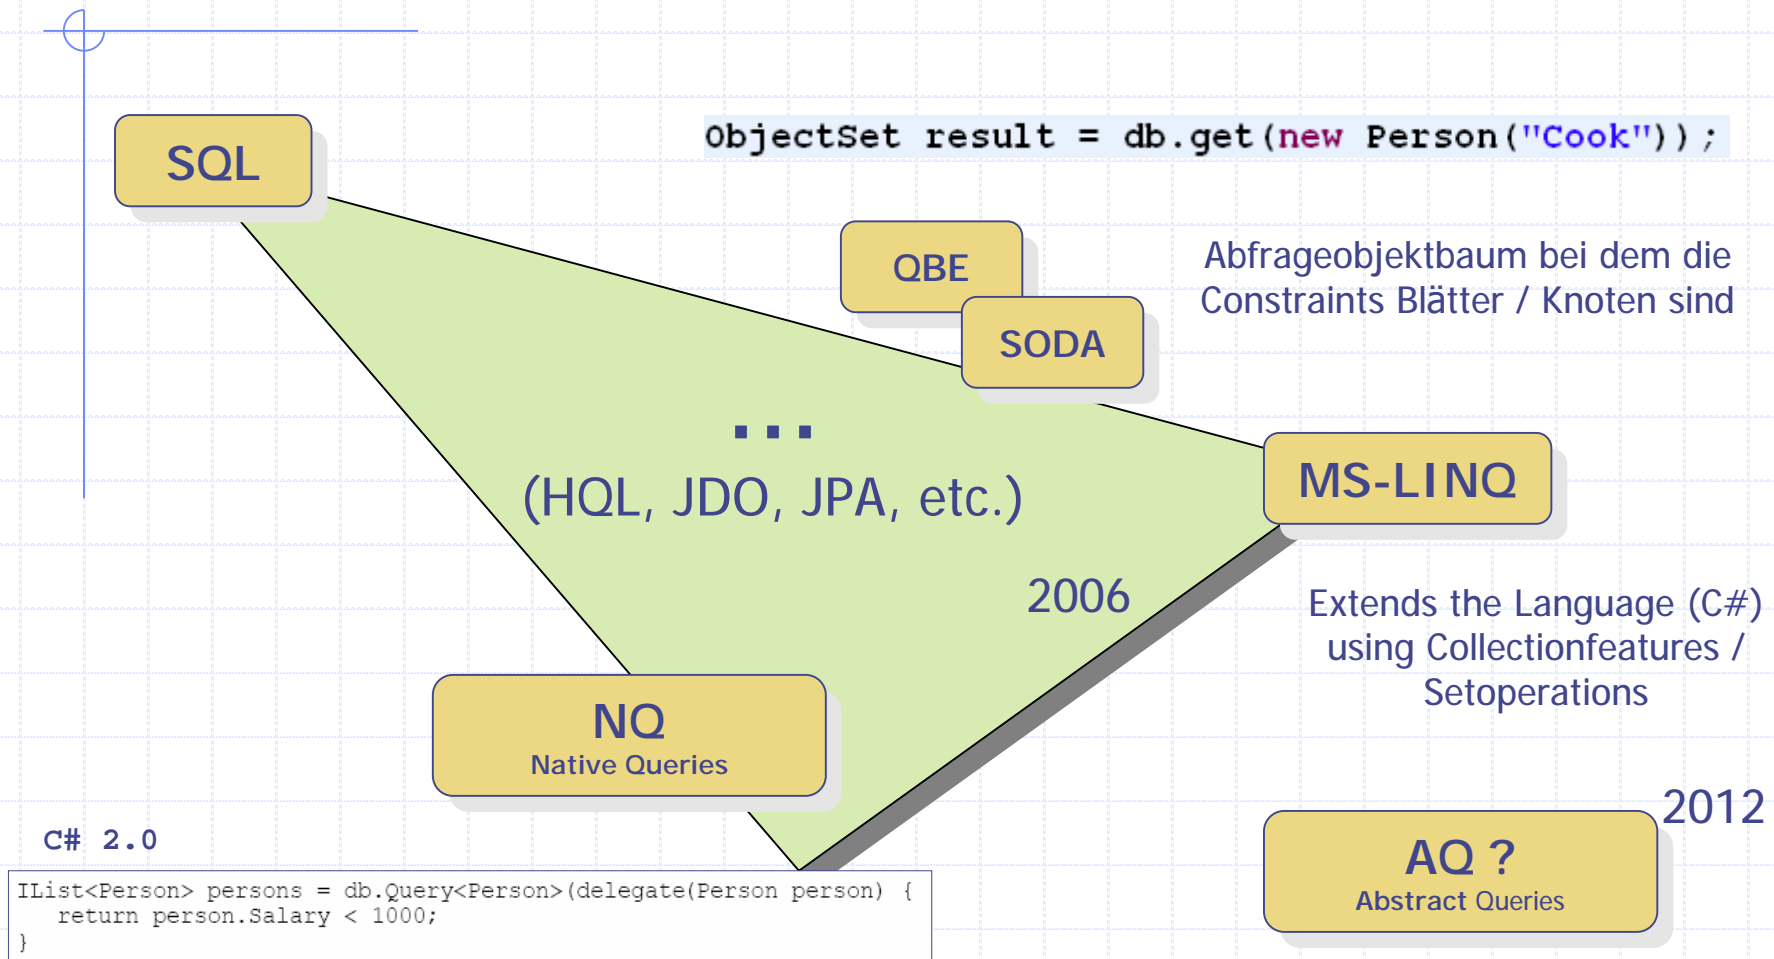 SQL
ObjectSet result = db.get(new Person("Cook"));
QBE
SODA
Abfrageobjektbaum bei dem die
Constraints Blätter / Knoten sind
...
(HQL, JDO, JPA, etc.)
MS-LINQ
2006
Extends the Language (C#)
using Collectionfeatures /
Setoperations
NQ
Native Queries
2012
AQ ?
Abstract Queries
C# 2.0
IList<Person> persons = db.Query<Person>(delegate(Person person) {
return person.Salary < 1000;
}